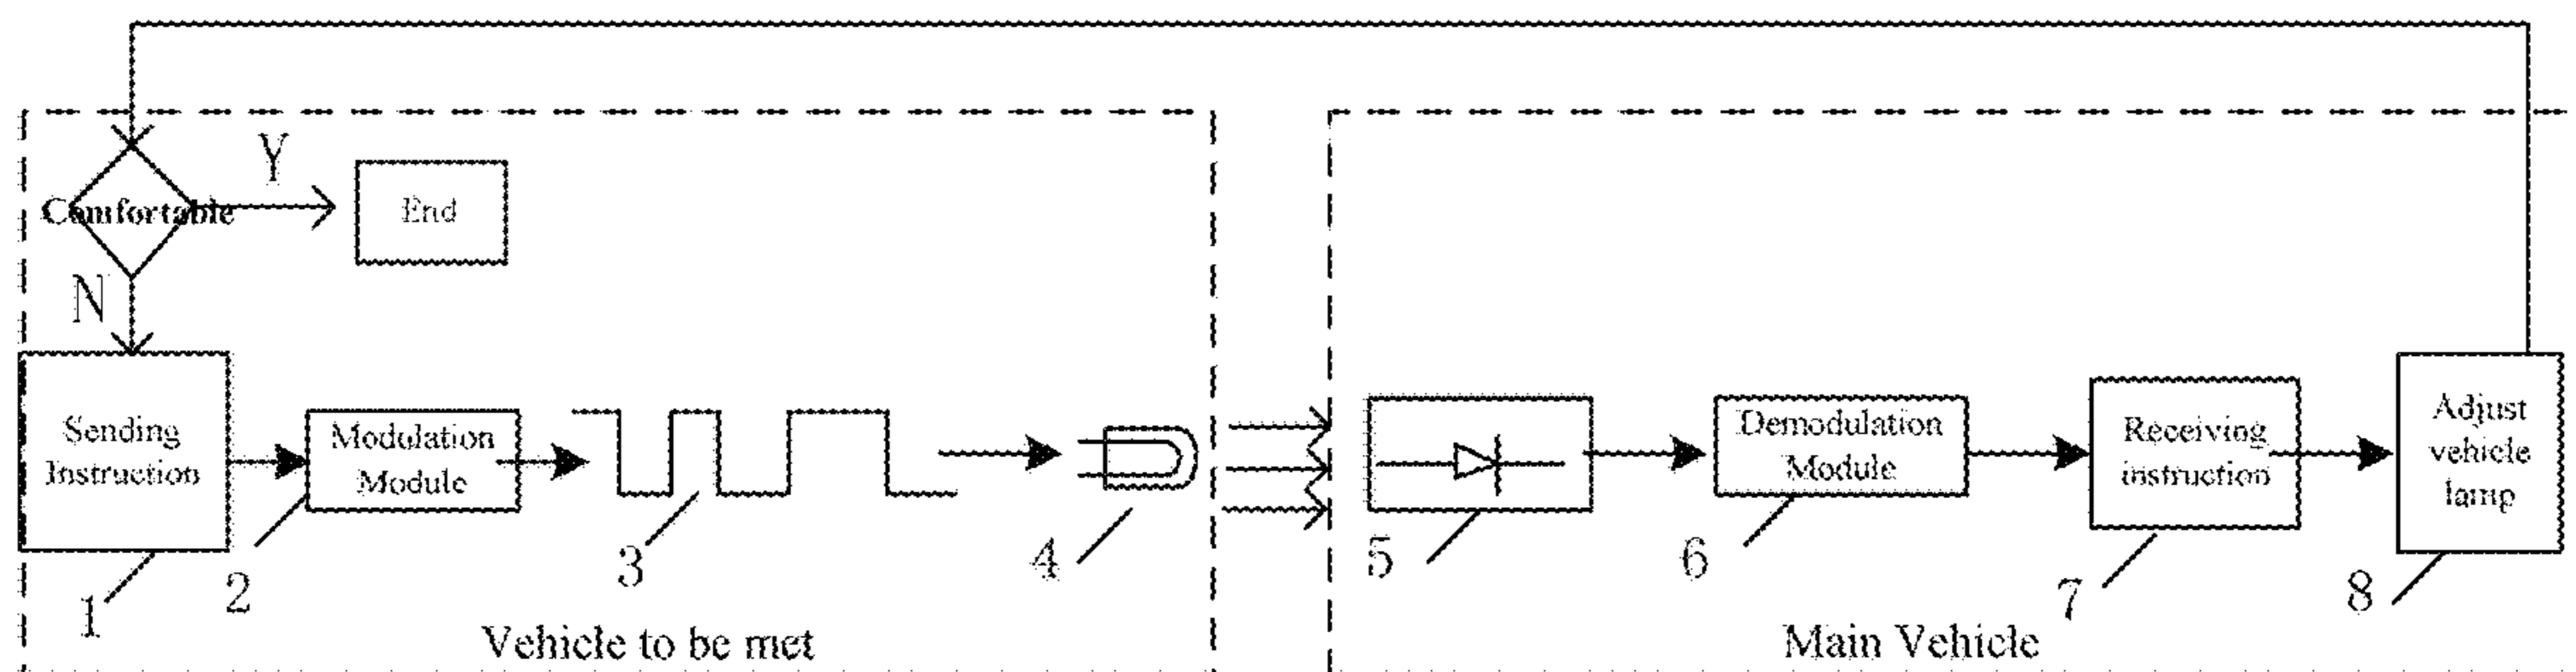 Y
Comfortable
End
N
Sending
Instruction
Modulation
Module
Demodulation
Module
Receiving
instruction
Adjust
vehicle
lamp
1
2
3
4
5
6
7
8
Vehicle to be met
Main Vehicle